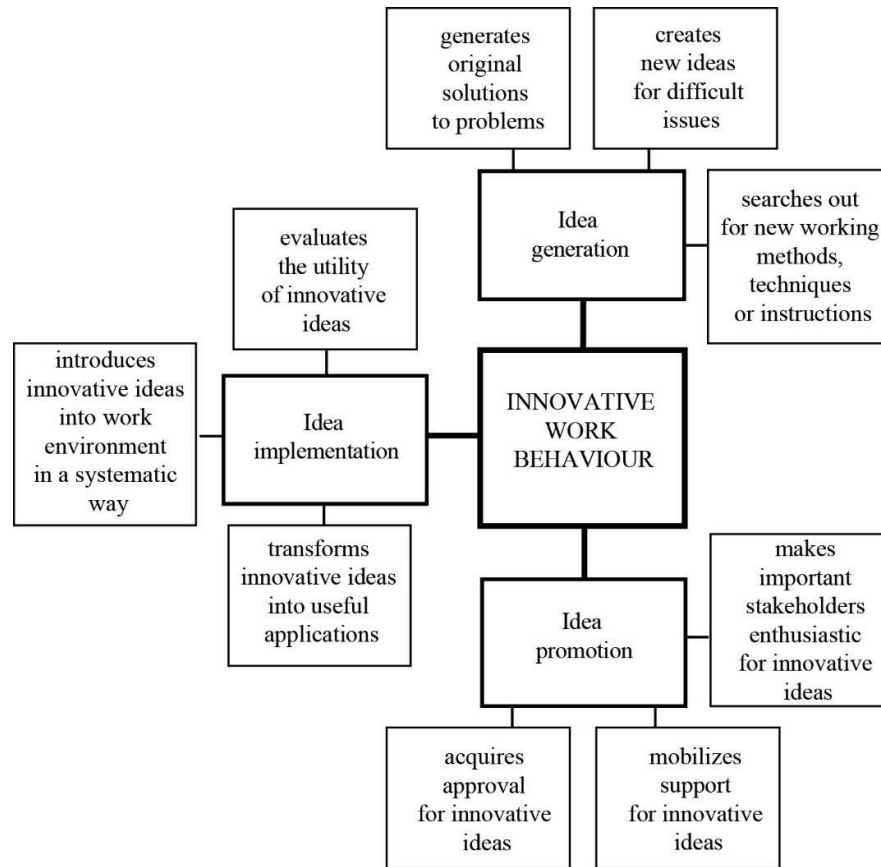 generates
original
solutions
to problems
creates
new ideas
for difficult
issues
Idea
generation
searches out
for new working
methods,
techniques
or instructions
evaluates
the utility
of innovative
ideas
introduces
innovative ideas
into work
environment
in a systematic
way
Idea
implementation
INNOVATIVE
WORK
BEHAVIOUR
transforms
innovative ideas
into useful
applications
Idea
promotion
makes
important
stakeholders
enthusiastic
for innovative
ideas
acquires
approval
for innovative
ideas
mobilizes
support
for innovative
ideas